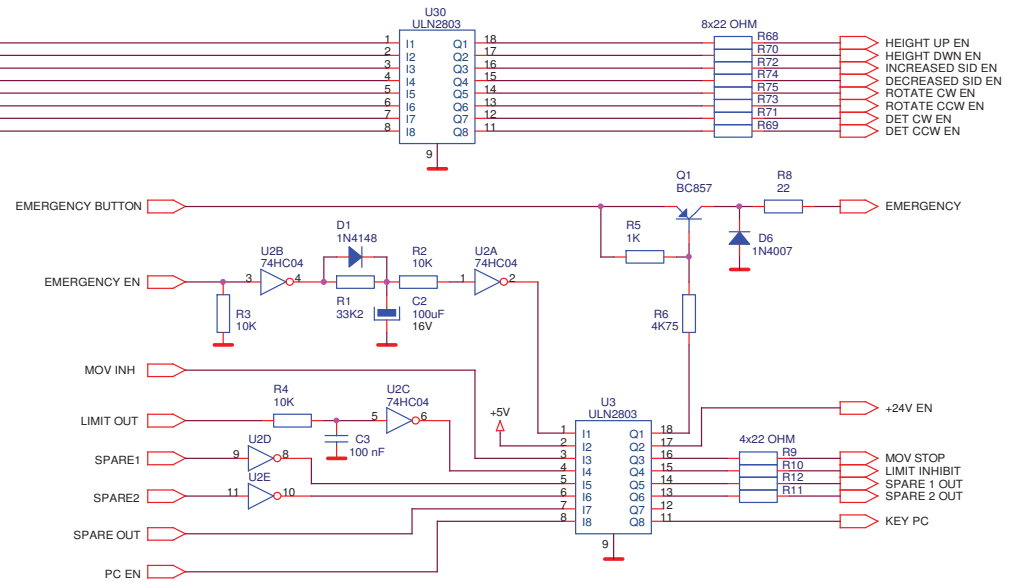 U30
ULN2803
8x22 OHM
1 I1 Q1 18 R68 HEIGHT UP EN
2 I2 Q2 17 R70 HEIGHT DWN EN
3 I3 Q3 16 R72 INCREASED SID EN
4 I4 Q4 15 R74 DECREASED SID EN
5 I5 Q5 14 R75 ROTATE CW EN
6 I6 Q6 13 R73 ROTATE CCW EN
7 I7 Q7 12 R71 DET CW EN
8 I8 Q8 11 R69 DET CCW EN
9
Q1
BC857
R8
22
EMERGENCY BUTTON
EMERGENCY
R5
1K
D6
1N4007
D1
1N4148
U2B
74HC04
R2
10K
U2A
74HC04
EMERGENCY EN
3 4 1 2
R3
10K
R1
33K2
C2
100uF
16V
R6
4K75
MOV INH
R4
10K
U2C
74HC04
LIMIT OUT
5 6
C3
100 nF
+5V
U3
ULN2803
+24V EN
4x22 OHM
U2D
SPARE1
9 8
U2E
SPARE2
11 10
SPARE OUT
PC EN
1 I1 Q1 18
2 I2 Q2 17
3 I3 Q3 16 R9 MOV STOP
4 I4 Q4 15 R10 LIMIT INHIBIT
5 I5 Q5 14 R12 SPARE 1 OUT
6 I6 Q6 13 R11 SPARE 2 OUT
7 I7 Q7 12
8 I8 Q8 11 KEY PC
9